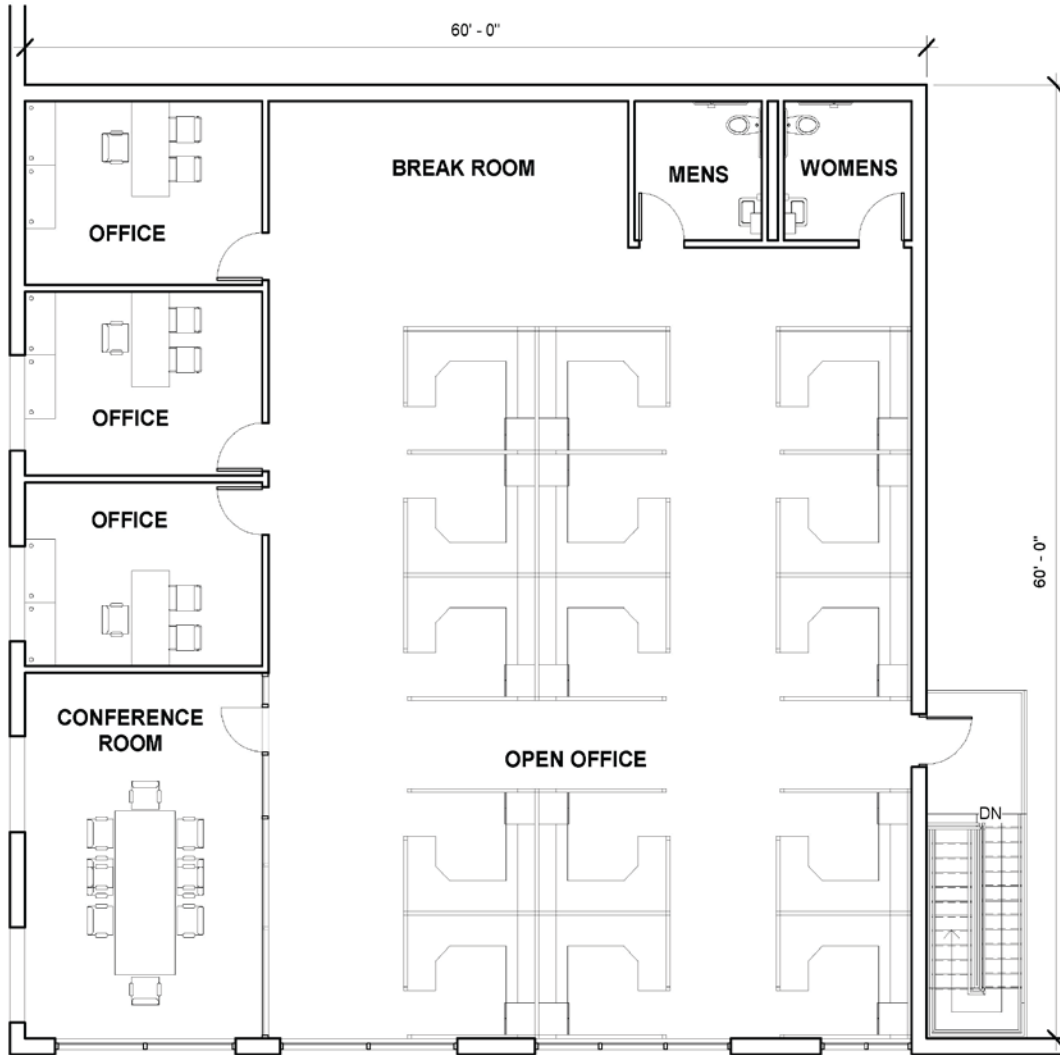 60' - 0"
BREAK ROOM
MENS
WOMENS
OFFICE
OFFICE
OFFICE
60' - 0"
CONFERENCE
ROOM
OPEN OFFICE
DN